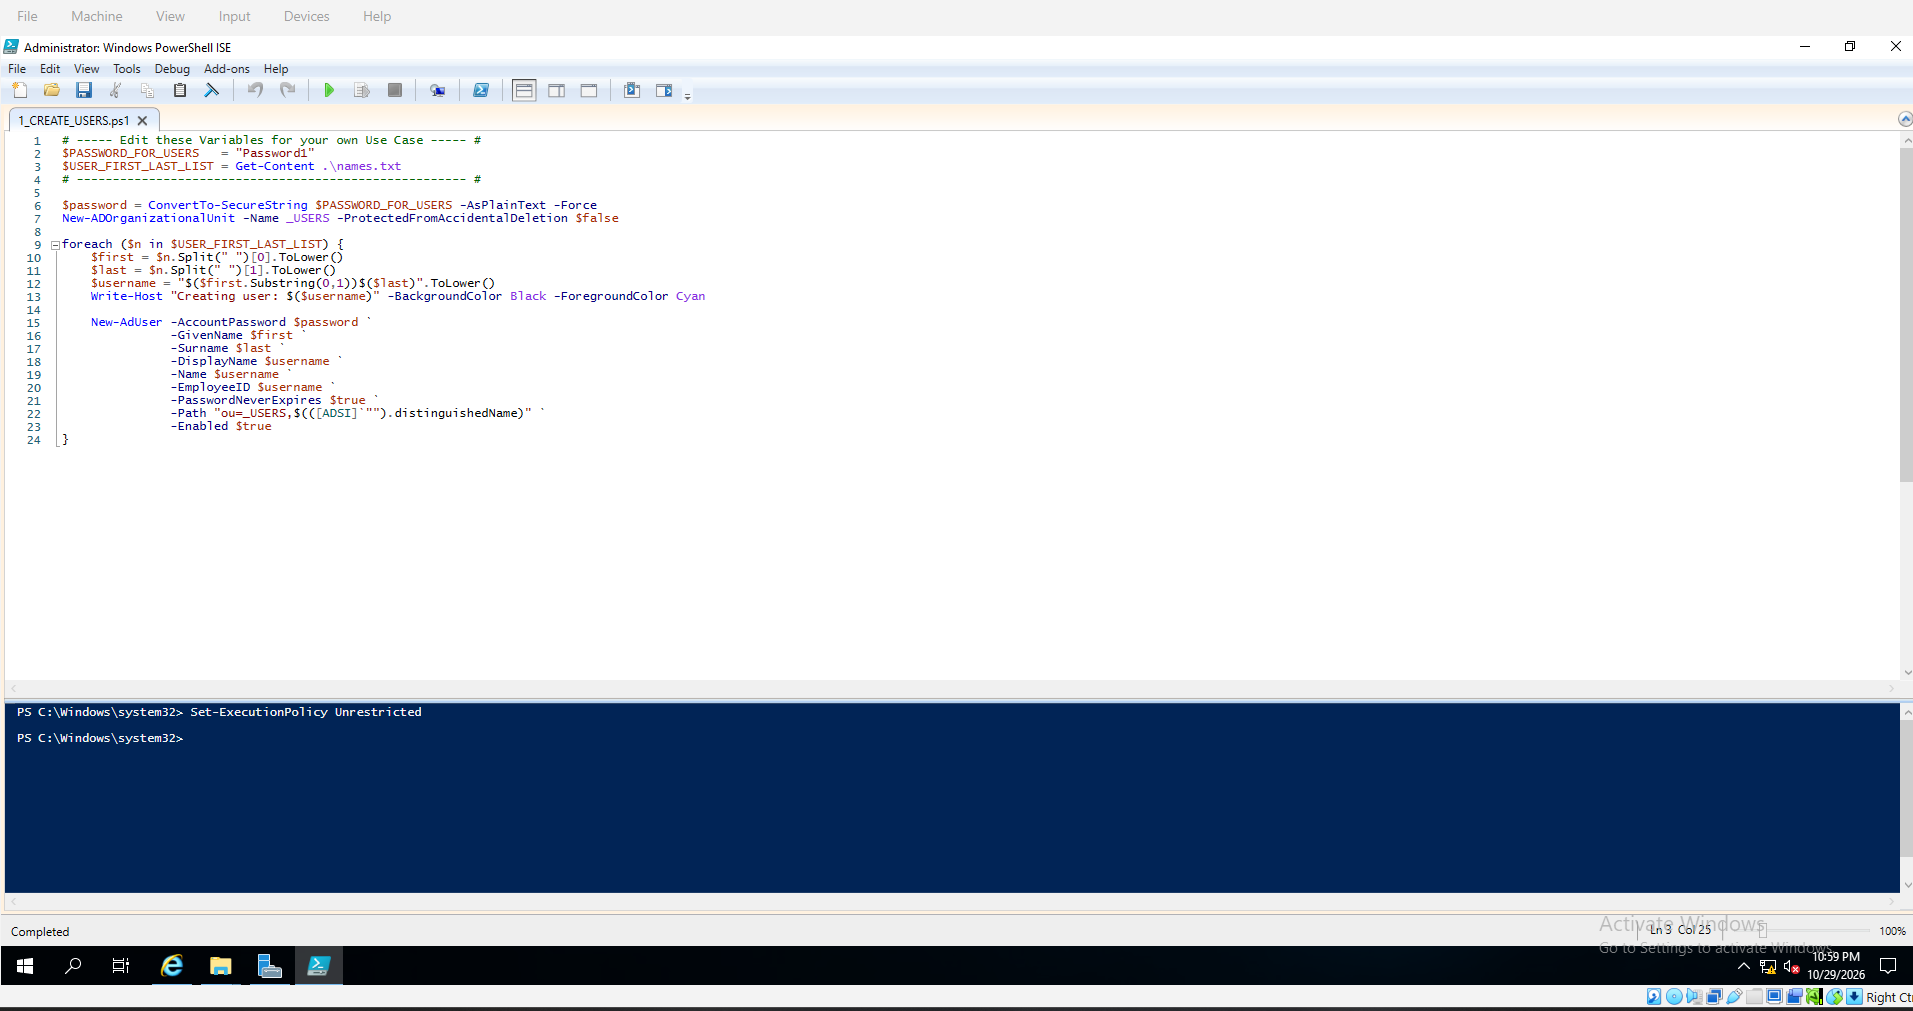 File Machine View Input Devices Help
Administrator: Windows PowerShell ISE
File Edit View Tools Debug Add-ons Help
1_CREATE_USERS.ps1
1 # ----- Edit these Variables for your own Use Case ----- #
2 $PASSWORD_FOR_USERS   = "Password1"
3 $USER_FIRST_LAST_LIST = Get-Content .\names.txt
4 # ------------------------------------------------------ #
5
6 $password = ConvertTo-SecureString $PASSWORD_FOR_USERS -AsPlainText -Force
7 New-ADOrganizationalUnit -Name _USERS -ProtectedFromAccidentalDeletion $false
8
9 foreach ($n in $USER_FIRST_LAST_LIST) {
10     $first = $n.Split(" ")[0].ToLower()
11     $last = $n.Split(" ")[1].ToLower()
12     $username = "$($first.Substring(0,1))$($last)".ToLower()
13     Write-Host "Creating user: $($username)" -BackgroundColor Black -ForegroundColor Cyan
14
15     New-AdUser -AccountPassword $password `
16                -GivenName $first `
17                -Surname $last `
18                -DisplayName $username `
19                -Name $username `
20                -EmployeeID $username `
21                -PasswordNeverExpires $true `
22                -Path "ou=_USERS,$(([ADSI]`"").distinguishedName)" `
23                -Enabled $true
24 }
PS C:\Windows\system32> Set-ExecutionPolicy Unrestricted
PS C:\Windows\system32>
Activate Windows
Go to Settings to activate Windows.
Completed
Ln 3 Col 25
100%
10:59 PM
10/29/2026
Right Ct